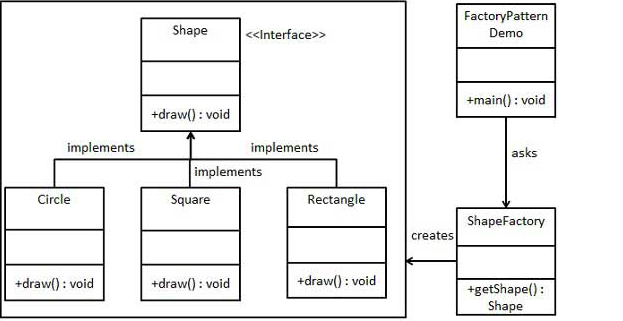 Shape
<<Interface>>
+draw() : void
implements
implements
implements
Circle
+draw() : void
Square
+draw() : void
Rectangle
+draw() : void
FactoryPattern
Demo
+main() : void
asks
ShapeFactory
+getShape() :
Shape
creates